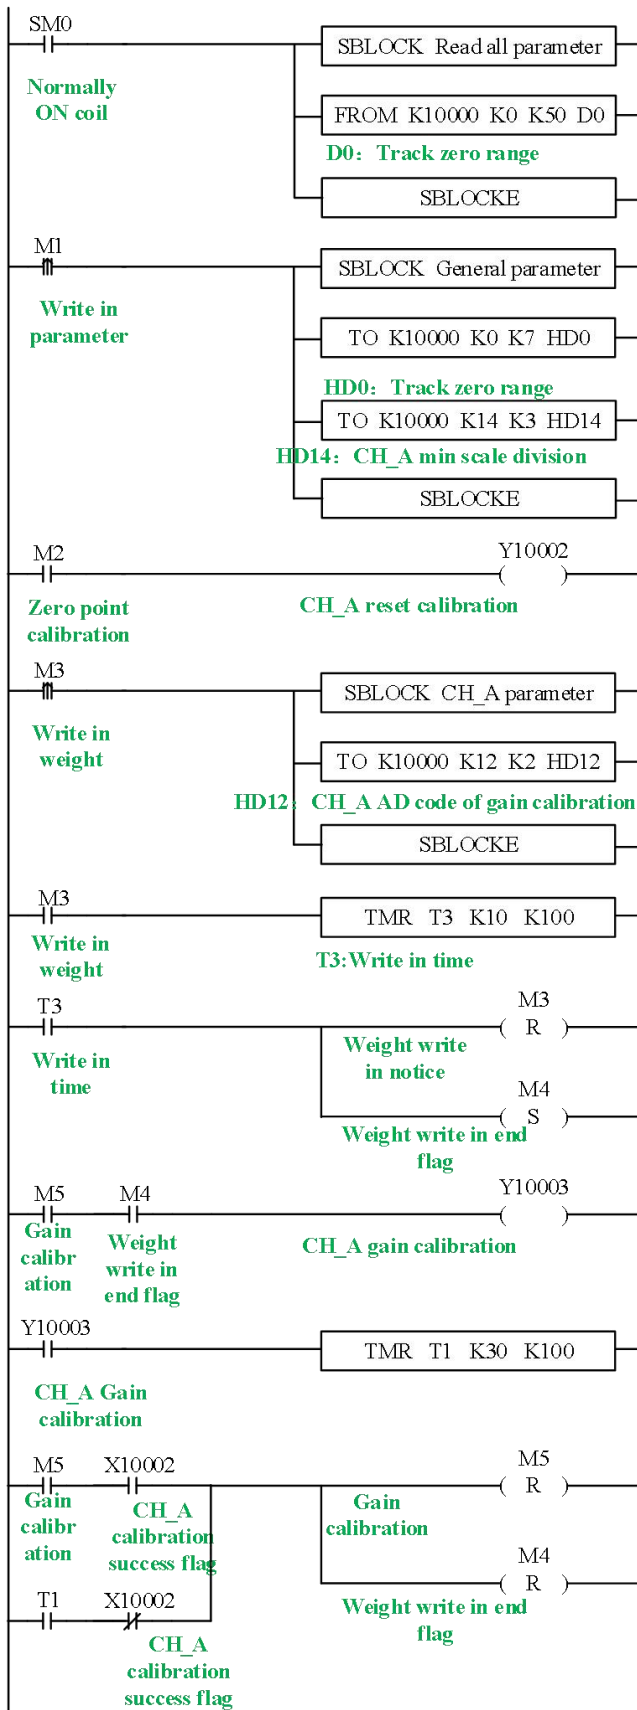 SM0
SBLOCK Read all parameter
Normally
ON coil
FROM K10000 K0 K50 D0
D0: Track zero range
SBLOCKE
M1
SBLOCK General parameter
Write in
parameter
TO K10000 K0 K7 HD0
HD0: Track zero range
TO K10000 K14 K3 HD14
HD14: CH_A min scale division
SBLOCKE
M2
Y10002
Zero point
calibration
CH_A reset calibration
M3
SBLOCK CH_A parameter
Write in
weight
TO K10000 K12 K2 HD12
HD12: CH_A AD code of gain calibration
SBLOCKE
M3
TMR T3 K10 K100
Write in
weight
T3:Write in time
T3
M3
R
Write in
time
Weight write
in notice
M4
S
Weight write in end
flag
M5
M4
Y10003
Gain
calibr
ation
Weight
write in
end flag
CH_A gain calibration
Y10003
TMR T1 K30 K100
CH_A Gain
calibration
M5
X10002
M5
R
Gain
calibr
ation
CH_A
calibration
success flag
Gain
calibration
M4
R
T1
X10002
Weight write in end
flag
CH_A
calibration
success flag